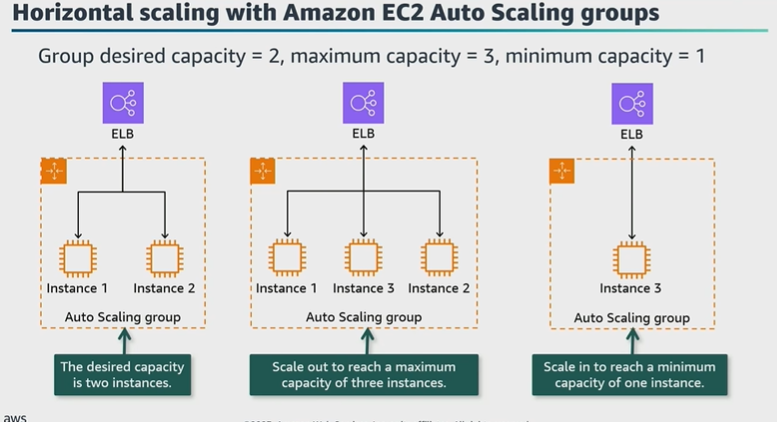 Horizontal scaling with Amazon EC2 Auto Scaling groups
Group desired capacity = 2, maximum capacity = 3, minimum capacity = 1
ELB
Instance 1
Instance 2
Auto Scaling group
The desired capacity
is two instances.
ELB
Instance 1
Instance 3
Instance 2
Auto Scaling group
Scale out to reach a maximum
capacity of three instances.
ELB
Instance 3
Auto Scaling group
Scale in to reach a minimum
capacity of one instance.
aws